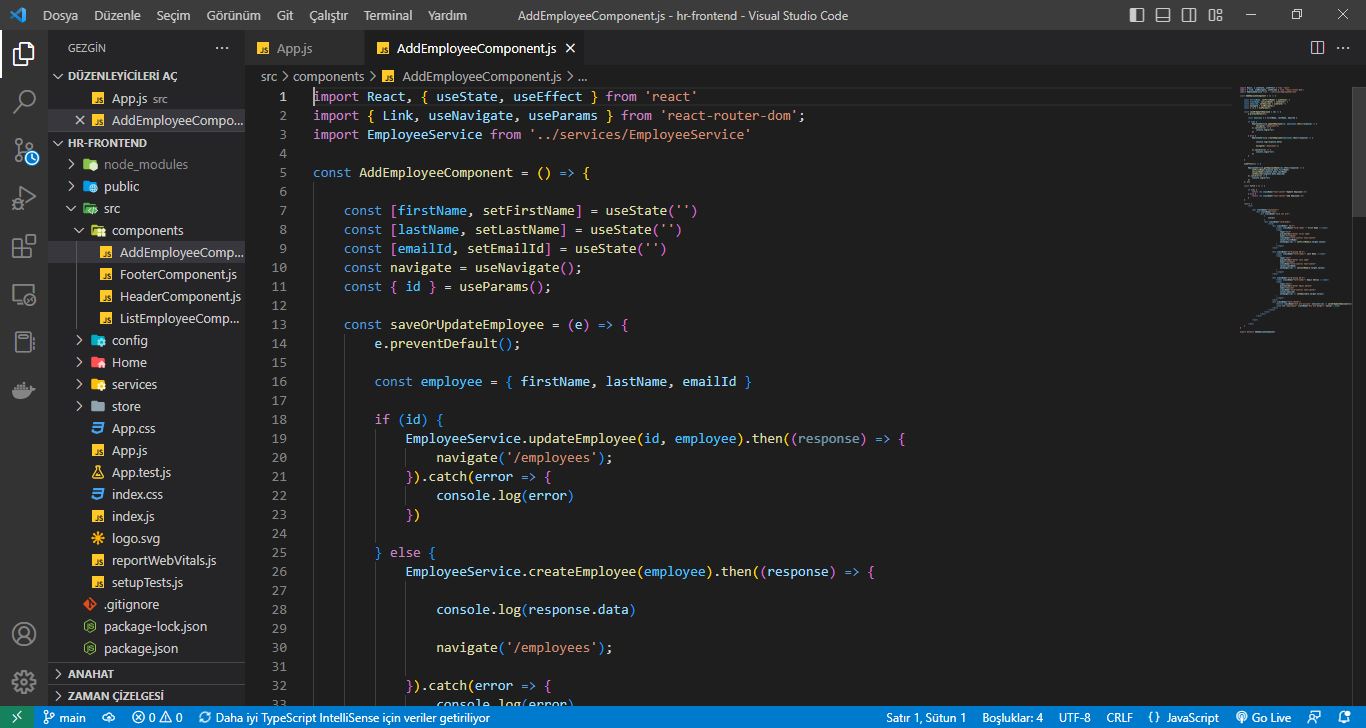 Dosya Düzenle Seçim Görünüm Git Çalıştır Terminal Yardım AddEmployeeComponent.js - hr-frontend - Visual Studio Code
GEZGİN
DÜZENLEYİCİLERİ AÇ
App.js src
AddEmployeeCompo...
HR-FRONTEND
node_modules
public
src
components
AddEmployeeComp...
FooterComponent.js
HeaderComponent.js
ListEmployeeComp...
config
Home
services
store
App.css
App.js
App.test.js
index.css
index.js
logo.svg
reportWebVitals.js
setupTests.js
.gitignore
package-lock.json
package.json
ANAHAT
ZAMAN ÇİZELGESİ
App.js AddEmployeeComponent.js
src > components > AddEmployeeComponent.js > ...
1 import React, { useState, useEffect } from 'react'
2 import { Link, useNavigate, useParams } from 'react-router-dom';
3 import EmployeeService from '../services/EmployeeService'
4
5 const AddEmployeeComponent = () => {
6
7 const [firstName, setFirstName] = useState('')
8 const [lastName, setLastName] = useState('')
9 const [emailId, setEmailId] = useState('')
10 const navigate = useNavigate();
11 const { id } = useParams();
12
13 const saveOrUpdateEmployee = (e) => {
14 e.preventDefault();
15
16 const employee = { firstName, lastName, emailId }
17
18 if (id) {
19 EmployeeService.updateEmployee(id, employee).then((response) => {
20 navigate('/employees');
21 }).catch(error => {
22 console.log(error)
23 })
24
25 } else {
26 EmployeeService.createEmployee(employee).then((response) => {
27
28 console.log(response.data)
29
30 navigate('/employees');
31
32 }).catch(error => {
33 console.log(error)
main 0 0 Daha iyi TypeScript IntelliSense için veriler getiriliyor Satır 1, Sütun 1 Boşluklar: 4 UTF-8 CRLF {} JavaScript Go Live